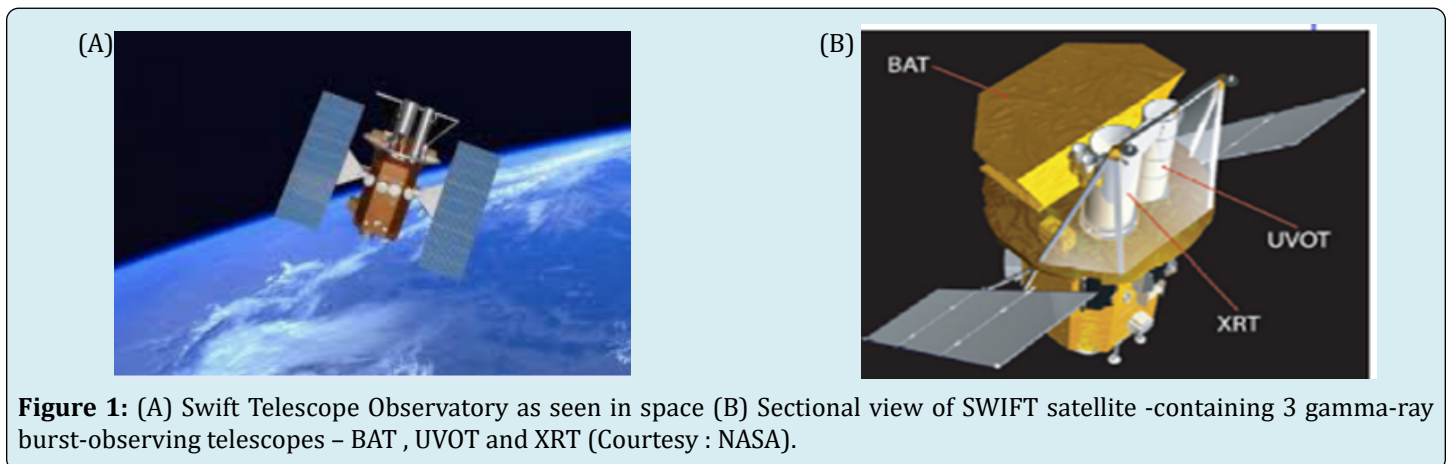 (A)
(B)
BAT
UVOT
XRT
Figure 1: (A) Swift Telescope Observatory as seen in space (B) Sectional view of SWIFT satellite -containing 3 gamma-ray
burst-observing telescopes – BAT , UVOT and XRT (Courtesy : NASA).